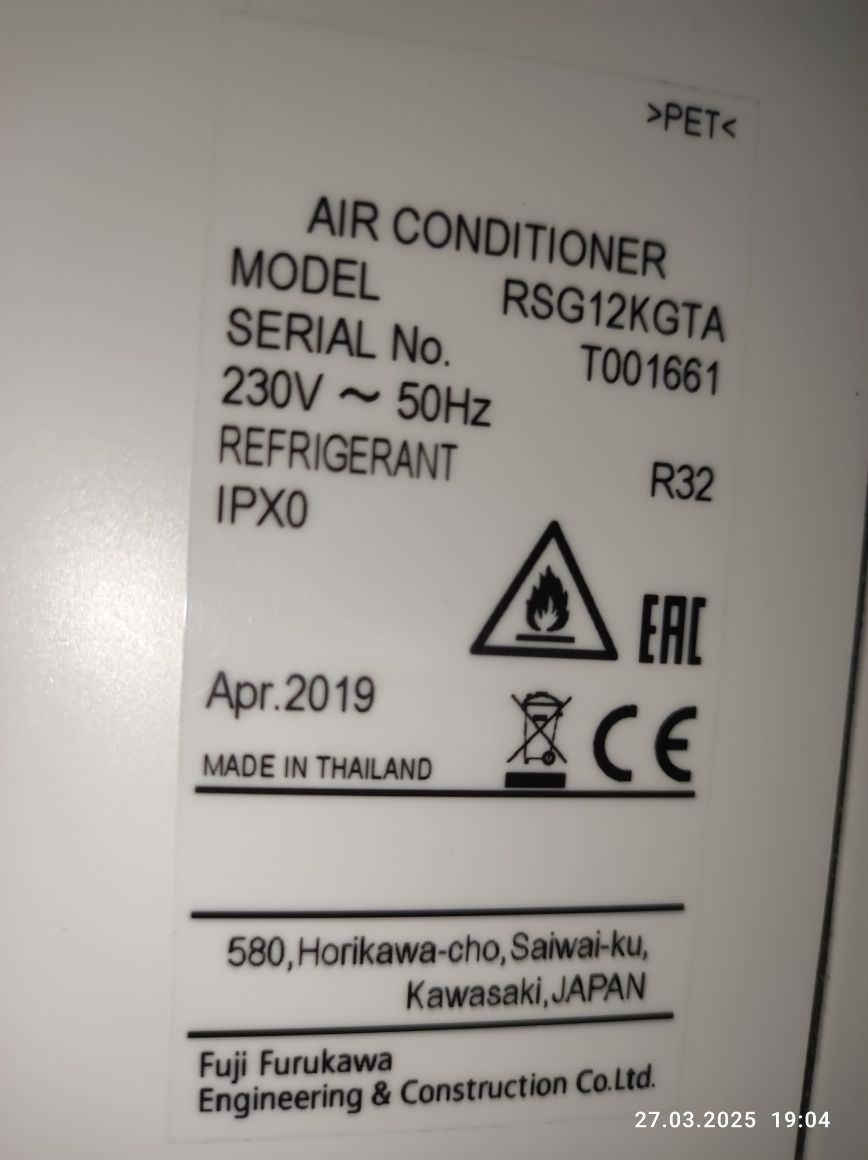 >PET<
AIR CONDITIONER
MODEL RSG12KGTA
SERIAL No. T001661
230V ~ 50Hz
REFRIGERANT R32
IPX0
EAC
Apr.2019
CE
MADE IN THAILAND
580,Horikawa-cho,Saiwai-ku,
Kawasaki,JAPAN
Fuji Furukawa
Engineering & Construction Co.Ltd.
27.03.2025 19:04